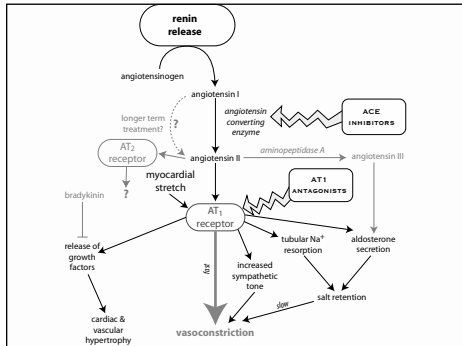 renin
release
angiotensinogen
angiotensin I
longer term
treatment?
?
angiotensin
converting
enzyme
ACE
INHIBITORS
AT2
receptor
angiotensin II
aminopeptidase A
angiotensin III
?
myocardial
stretch
AT1
ANTAGONISTS
bradykinin
AT1
receptor
release of
growth
factors
fast
increased
sympathetic
tone
tubular Na+
resorption
aldosterone
secretion
salt retention
slow
cardiac &
vascular
hypertrophy
vasoconstriction